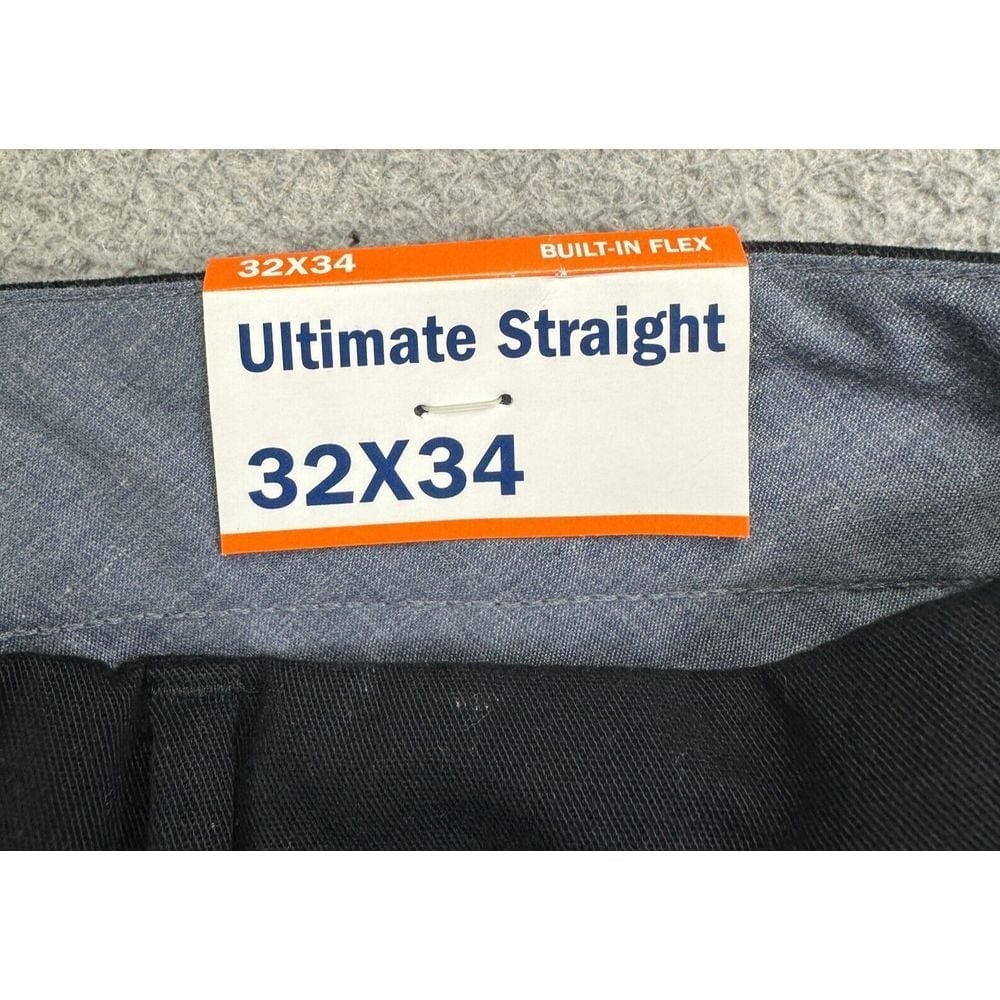 32X34 BUILT-IN FLEX
Ultimate Straight
32X34